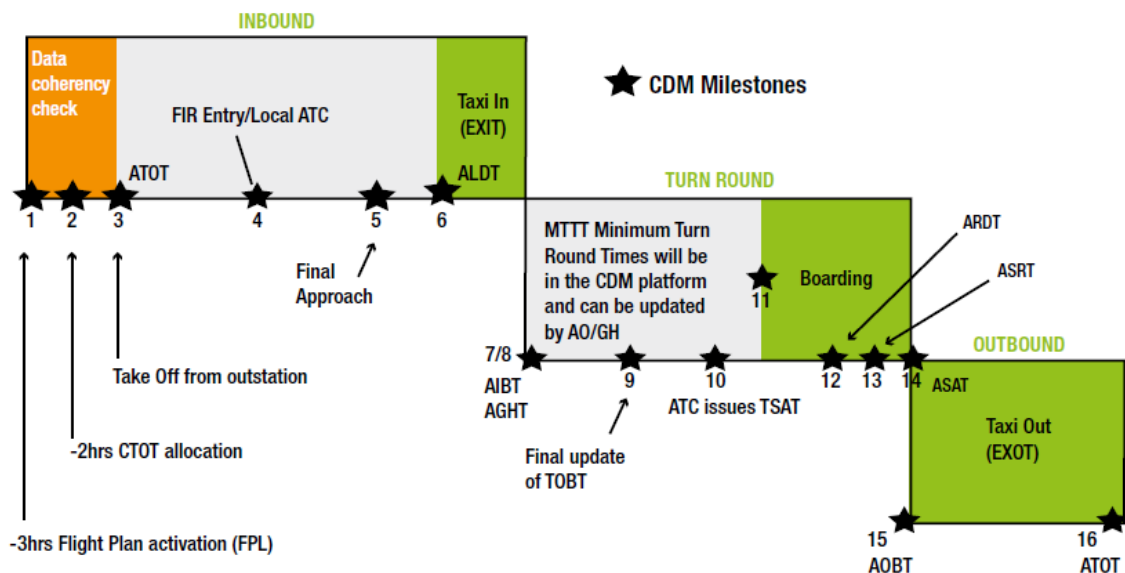 INBOUND
Data
coherency
check
FIR Entry/Local ATC
Taxi In
(EXIT)
CDM Milestones
ATOT
ALDT
1
2
3
4
5
6
TURN ROUND
MTTT Minimum Turn
Round Times will be
in the CDM platform
and can be updated
by AO/GH
11
Boarding
ARDT
ASRT
Final
Approach
OUTBOUND
7/8
AIBT
AGHT
9
10
12
13
14
ASAT
Take Off from outstation
ATC issues TSAT
Final update
of TOBT
-2hrs CTOT allocation
Taxi Out
(EXOT)
-3hrs Flight Plan activation (FPL)
15
AOBT
16
ATOT